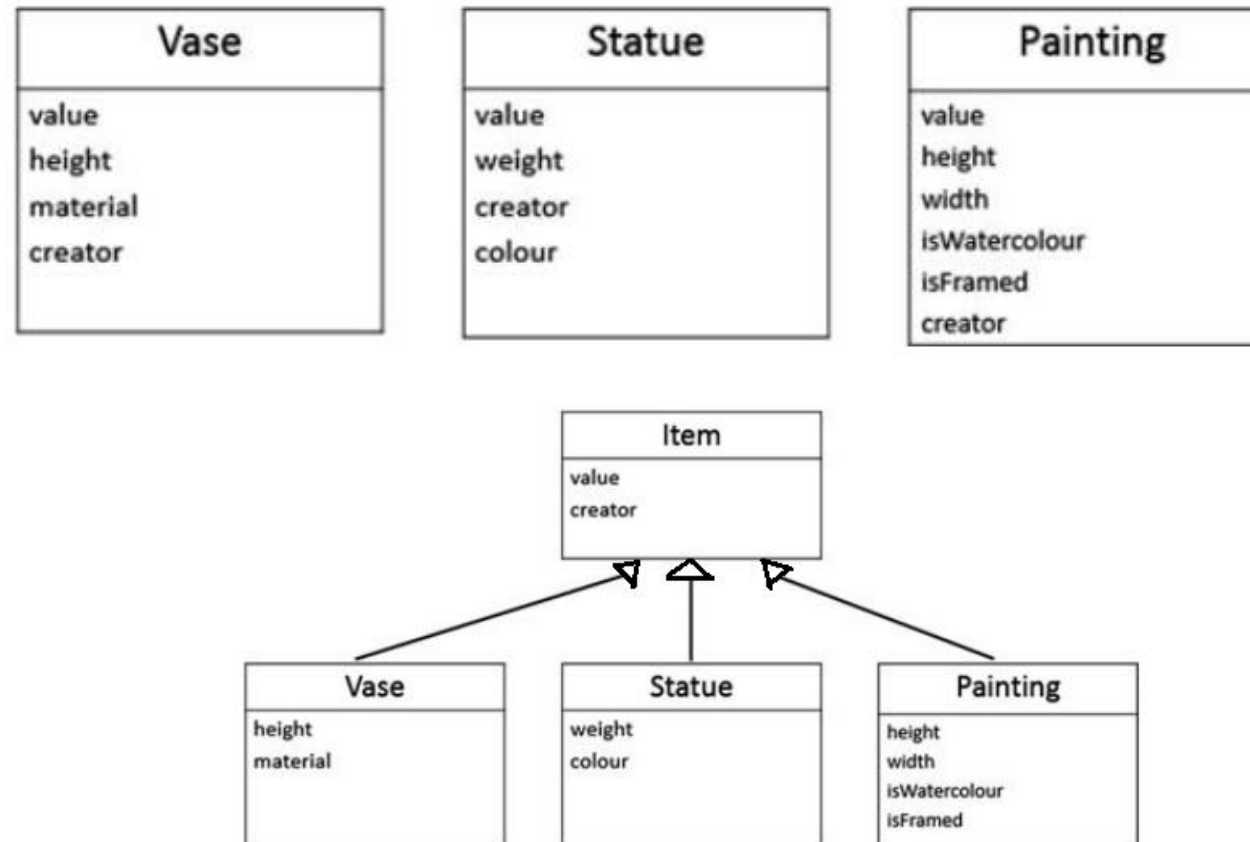 Vase
value
height
material
creator
Statue
value
weight
creator
colour
Painting
value
height
width
isWatercolour
isFramed
creator
Item
value
creator
Vase
height
material
Statue
weight
colour
Painting
height
width
isWatercolour
isFramed